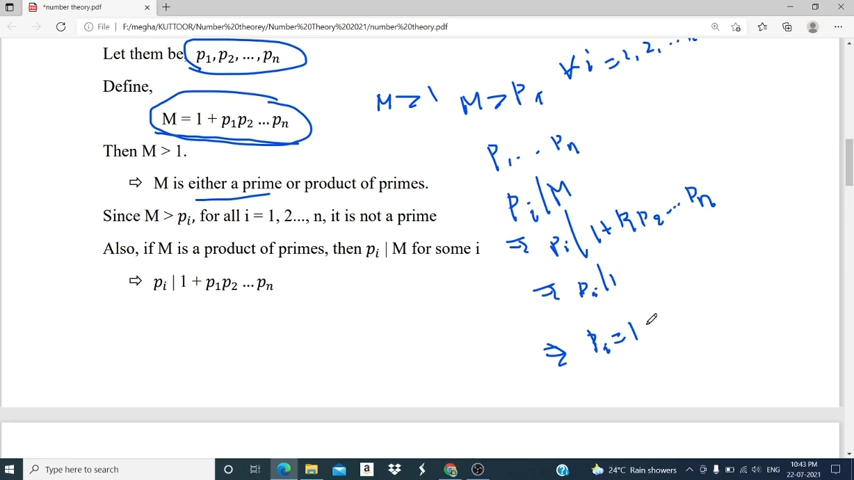 *number theory.pdf
File | F:/megha/KUTTOOR/Number%20theorey/Number%20Theory%202021/number%20theory.pdf
Let them be p₁, p₂, …, pₙ
∀ i = 1, 2, …
Define,
M > 1 M > P₁
M = 1 + p₁p₂ … pₙ
P₁ … Pₙ
Then M > 1.
⇨ M is either a prime or product of primes.
Pᵢ | M
Since M > pᵢ, for all i = 1, 2..., n, it is not a prime
⇒ Pᵢ | 1 + P₁P₂ … Pₙ
Also, if M is a product of primes, then pᵢ | M for some i
⇨ pᵢ | 1 + p₁p₂ … pₙ
⇒ Pᵢ | 1
⇒ Pᵢ = 1
Type here to search
a
24°C Rain showers
ENG
10:43 PM
22-07-2021